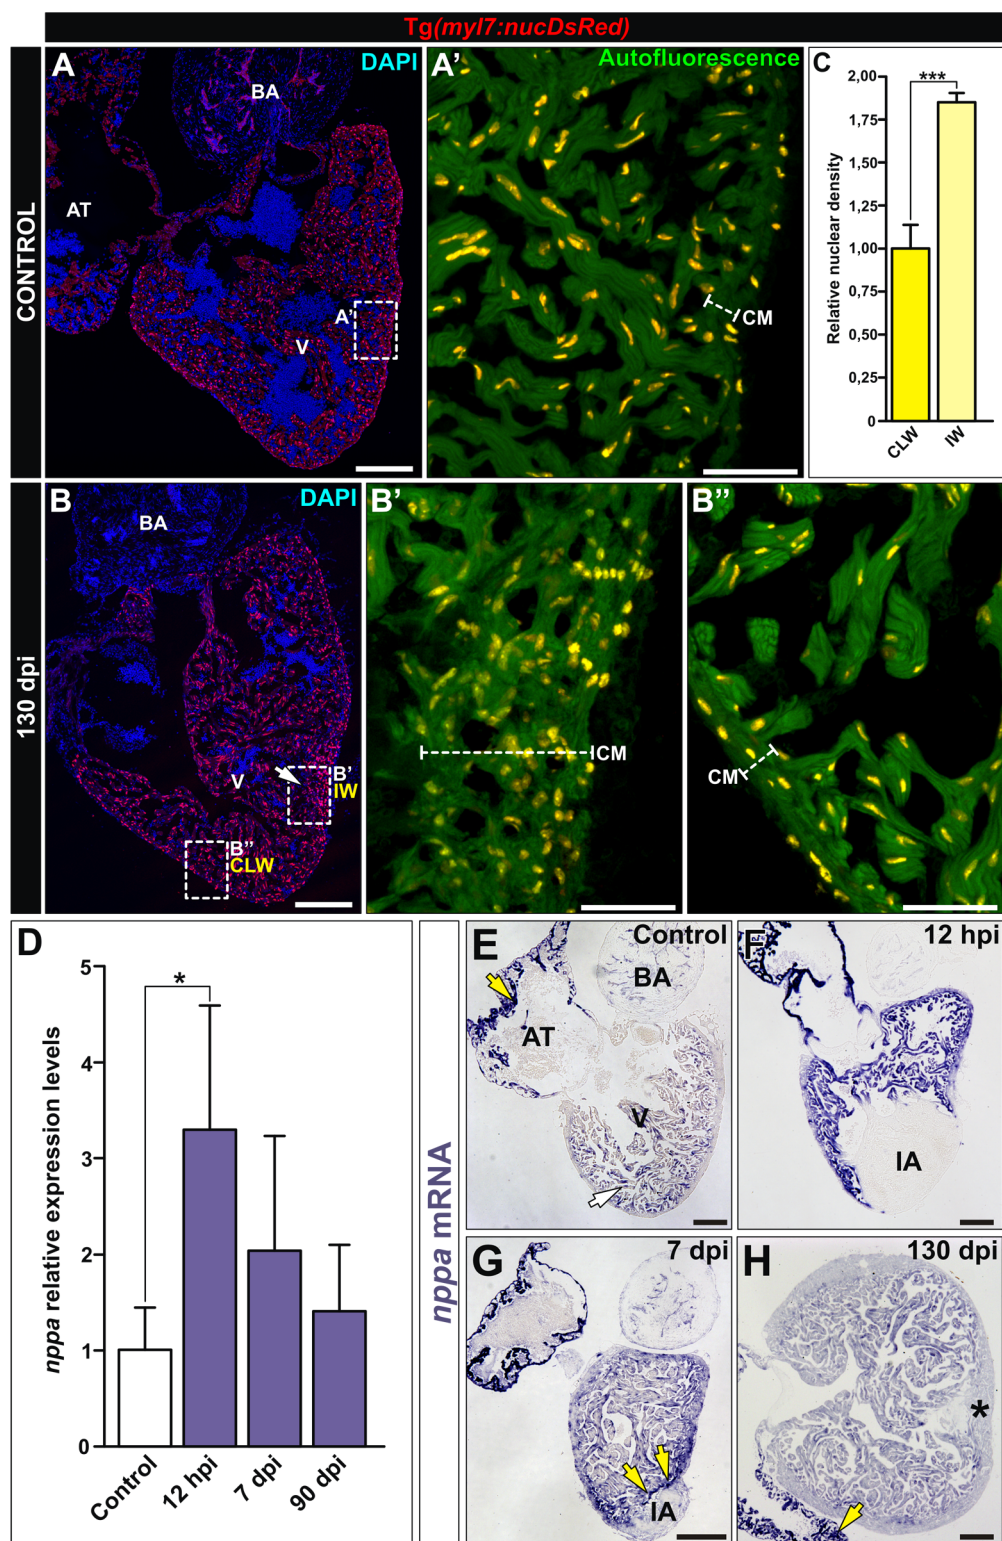 Tg(myl7:nucDsRed)
CONTROL
A
DAPI
BA
AT
A'
V
A'
Autofluorescence
CM
C
2,00
1,75
1,50
1,25
1,00
0,75
0,50
0,25
0
Relative nuclear density
***
CLW
IW
130 dpi
B
DAPI
BA
V
B'
IW
B''
CLW
B'
CM
B''
CM
D
5
4
3
2
1
0
nppa relative expression levels
*
Control
12 hpi
7 dpi
90 dpi
nppa mRNA
E
Control
BA
AT
V
F
12 hpi
IA
G
7 dpi
IA
H
130 dpi
*